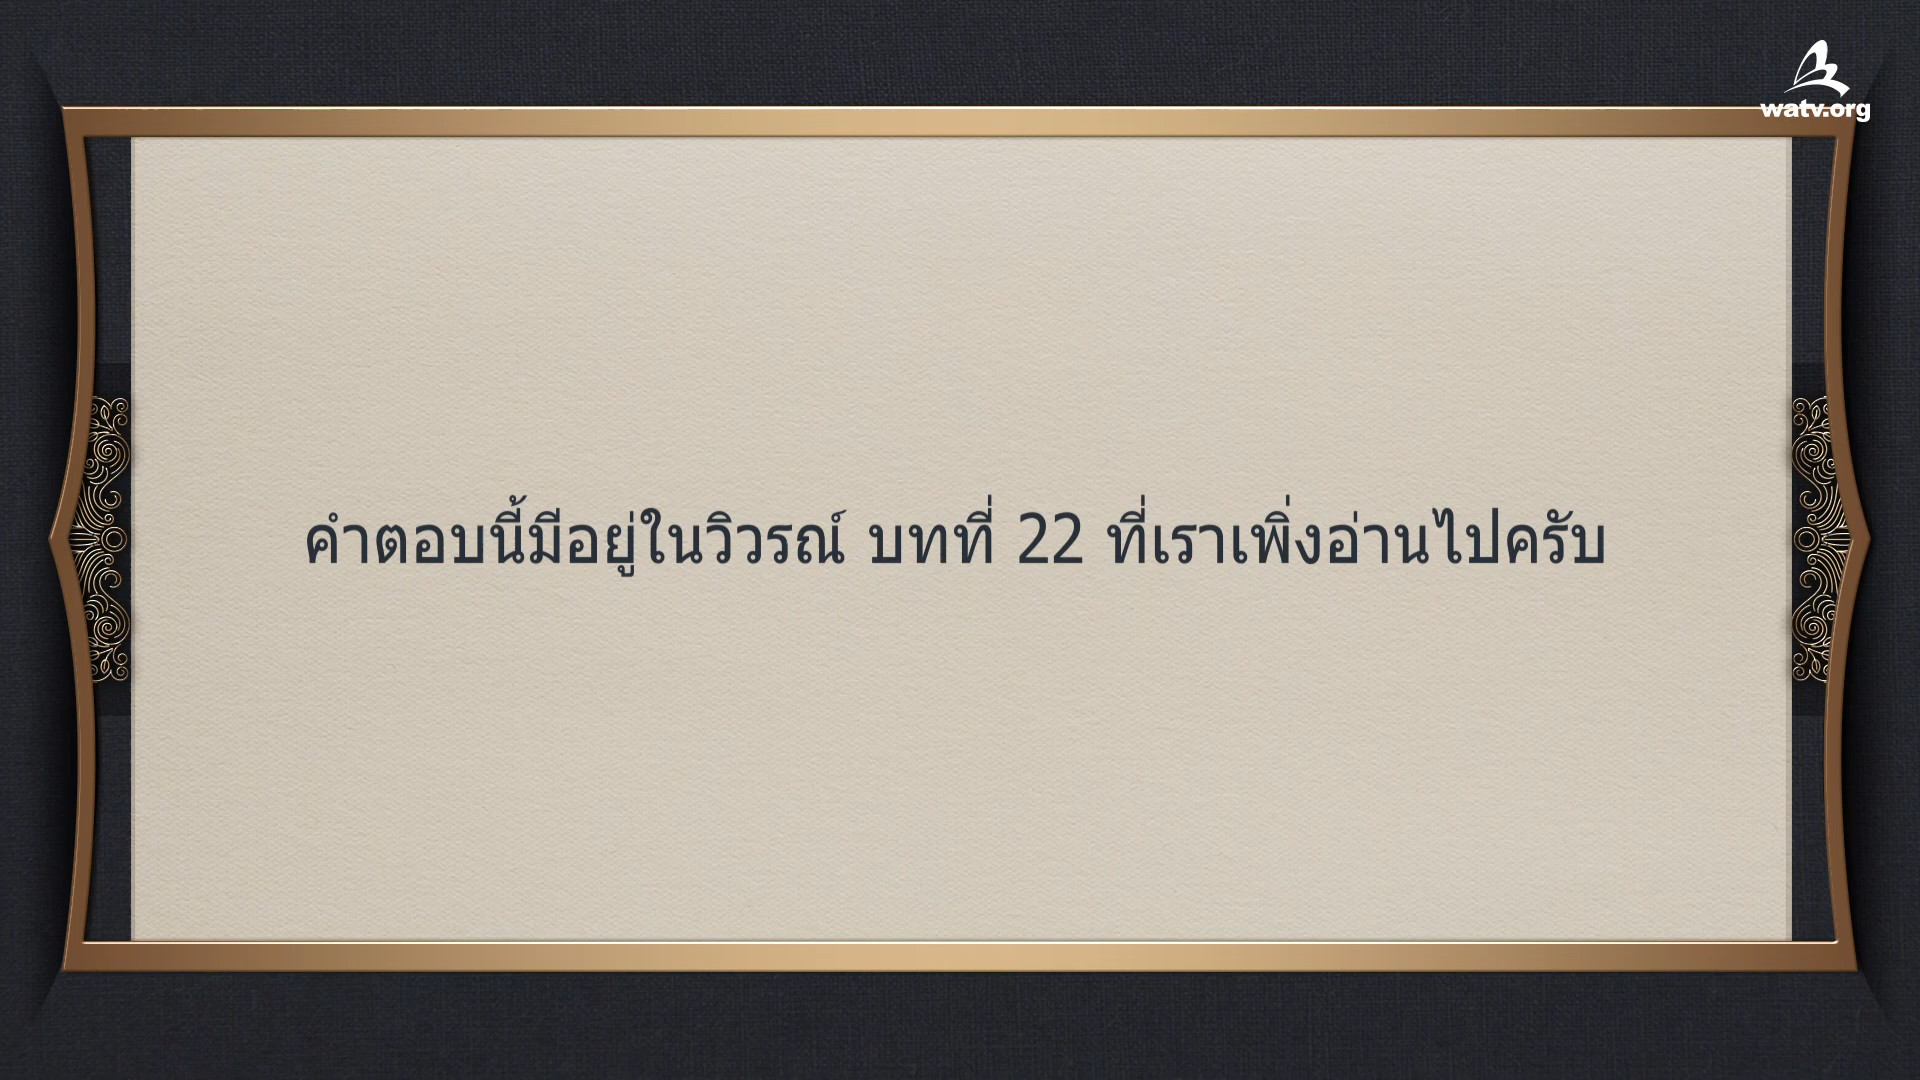 watv.org
คำตอบนี้มีอยู่ในวิวรณ์ บทที่ 22 ที่เราเพิ่งอ่านไปครับ